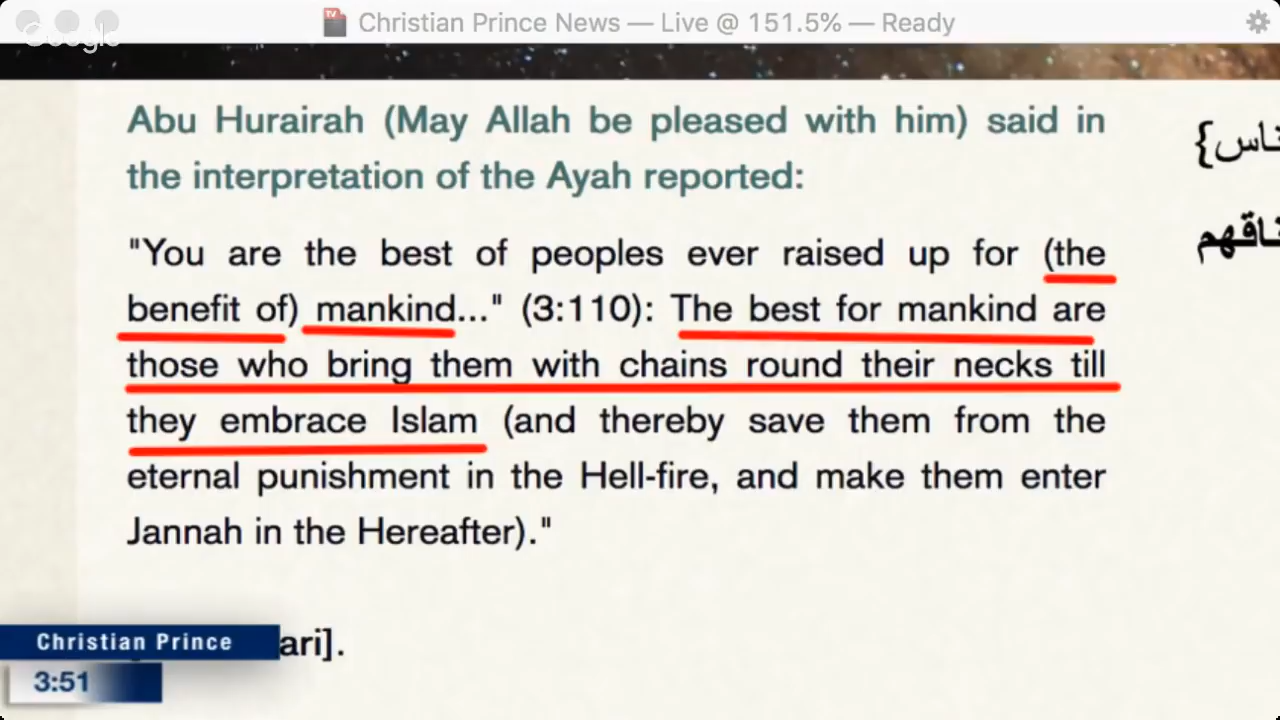 Christian Prince News — Live @ 151.5% — Ready
Google
Abu Hurairah (May Allah be pleased with him) said in
the interpretation of the Ayah reported:
"You are the best of peoples ever raised up for (the
benefit of) mankind..." (3:110): The best for mankind are
those who bring them with chains round their necks till
they embrace Islam (and thereby save them from the
eternal punishment in the Hell-fire, and make them enter
Jannah in the Hereafter)."
ari].
Christian Prince
3:51